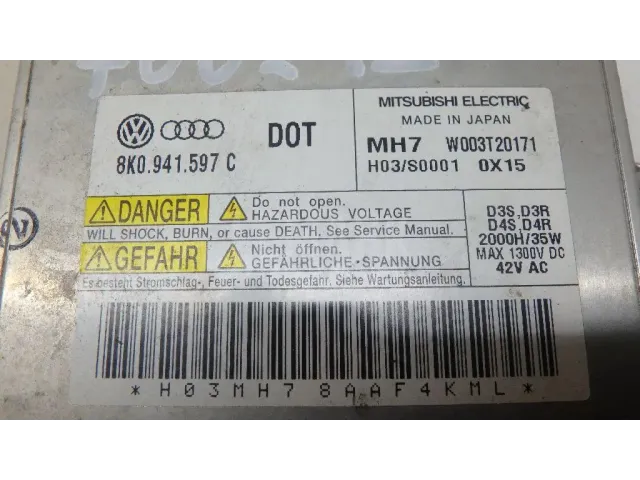 8K0.941.597 C
DOT
MITSUBISHI ELECTRIC
MADE IN JAPAN
MH7 W003T20171
H03/S0001 0X15
DANGER
Do not open.
HAZARDOUS VOLTAGE
WILL SHOCK, BURN, or cause DEATH. See Service Manual.
GEFAHR
Nicht öffnen.
GEFÄHRLICHE-SPANNUNG
Es besteht Stromschlag-, Feuer- und Todesgefahr. Siehe Wartungsanleitung.
D3S,D3R
D4S,D4R
2000H/35W
MAX 1300V DC
42V AC
*H03MH78AAF4KML*